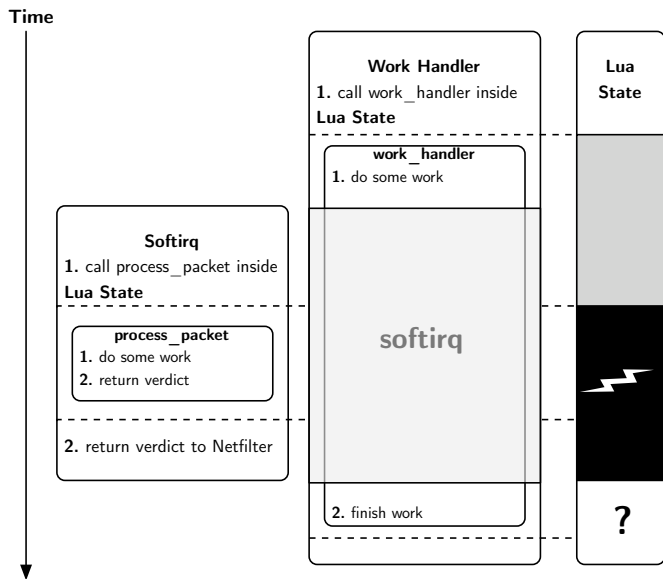 Time
Work Handler
1. call work_handler inside
Lua State
work_handler
1. do some work
softirq
2. finish work
Softirq
1. call process_packet inside
Lua State
process_packet
1. do some work
2. return verdict
2. return verdict to Netfilter
Lua
State
?